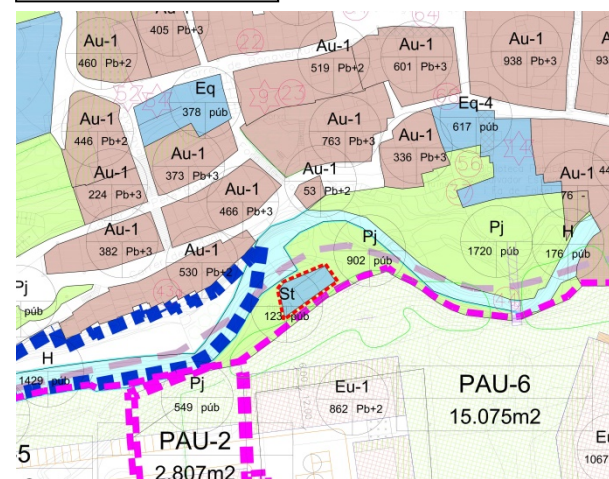 Au-1
405 Pb+3
Au-1
460 Pb+2
Au-1
519 Pb+2
Au-1
601 Pb+3
Au-1
938 Pb+3
Eq
378 púb
Eq-4
617 púb
Au-1
446 Pb+2
Au-1
763 Pb+3
Au-1
336 Pb+3
Au-1
373 Pb+3
Au-1
224 Pb+3
Au-1
53 Pb+2
Au-1
466 Pb+3
Au-1
382 Pb+3
Au-1
530 Pb+2
Pj
902 púb
Pj
1720 púb
H
176 púb
Pj
púb
St
123 púb
H
1429 púb
Pj
549 púb
Eu-1
862 Pb+2
PAU-6
15.075m2
PAU-2
2.807m2